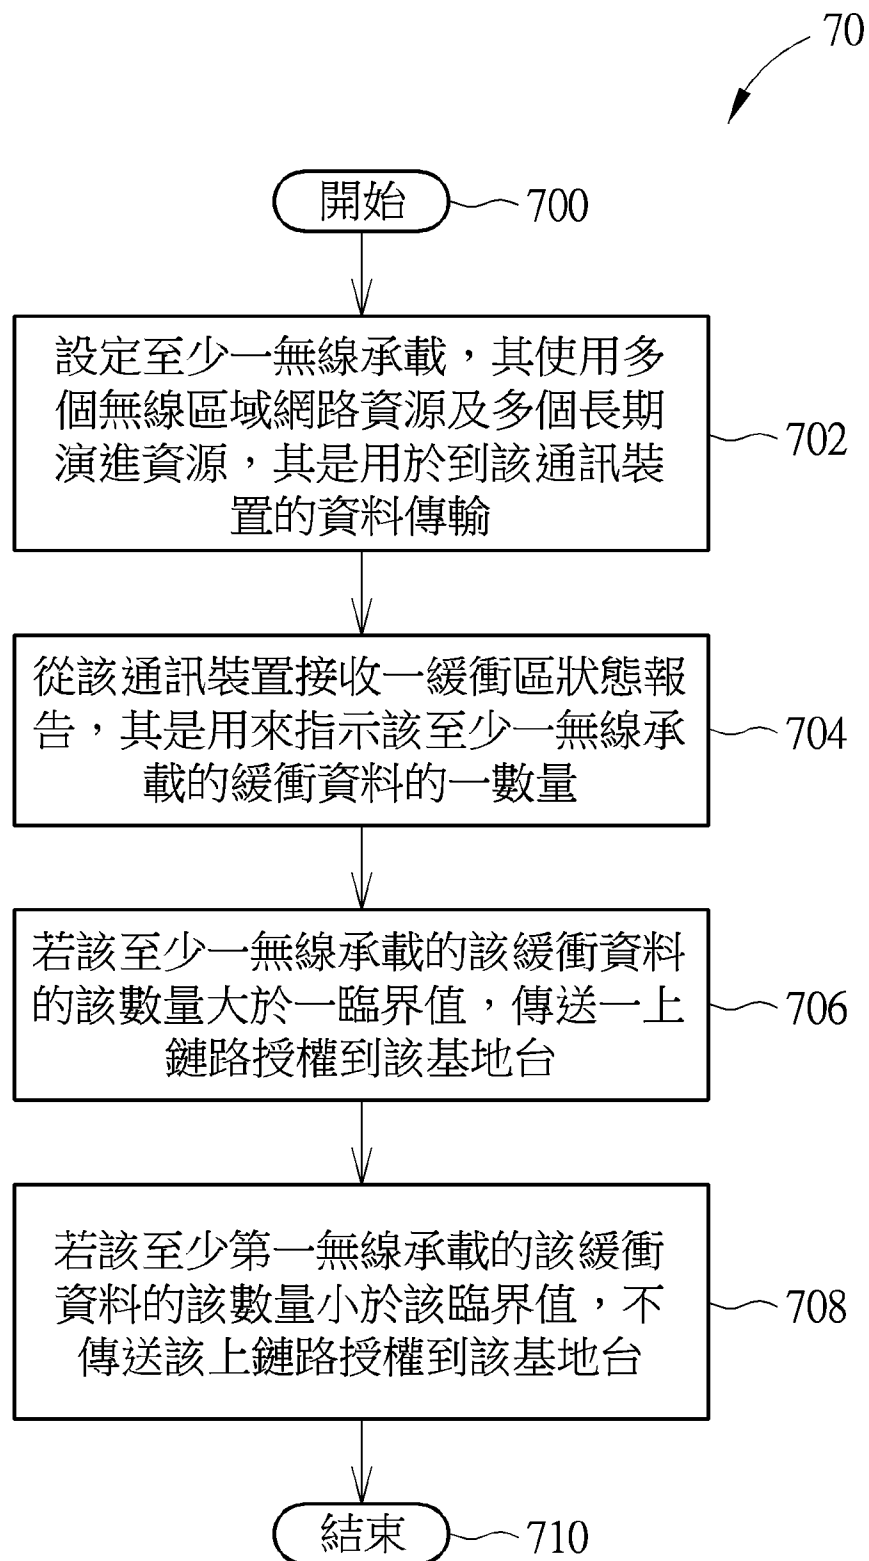 70
開始
700
設定至少一無線承載，其使用多
個無線區域網路資源及多個長期
演進資源，其是用於到該通訊裝
置的資料傳輸
702
從該通訊裝置接收一緩衝區狀態報
告，其是用來指示該至少一無線承
載的緩衝資料的一數量
704
若該至少一無線承載的該緩衝資料
的該數量大於一臨界值，傳送一上
鏈路授權到該基地台
706
若該至少第一無線承載的該緩衝
資料的該數量小於該臨界值，不
傳送該上鏈路授權到該基地台
708
結束
710